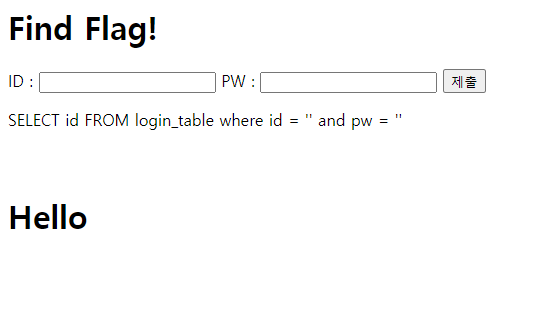 Find Flag!
ID : PW : 제출
SELECT id FROM login_table where id = '' and pw = ''
Hello